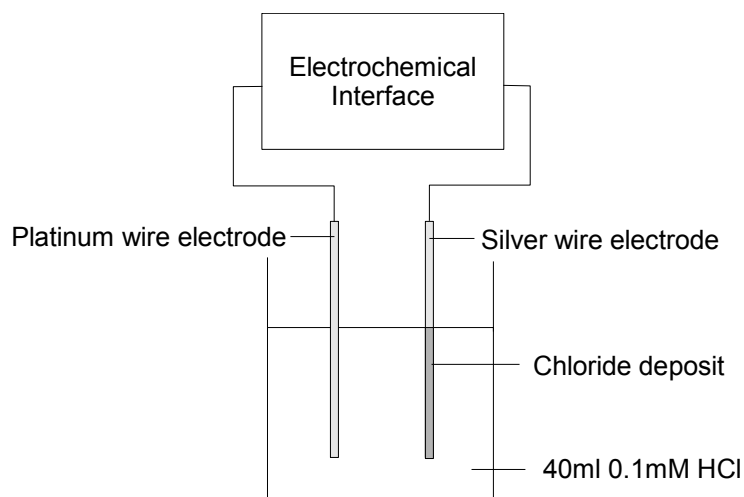 Electrochemical
Interface
Platinum wire electrode
Silver wire electrode
Chloride deposit
40ml 0.1mM HCl